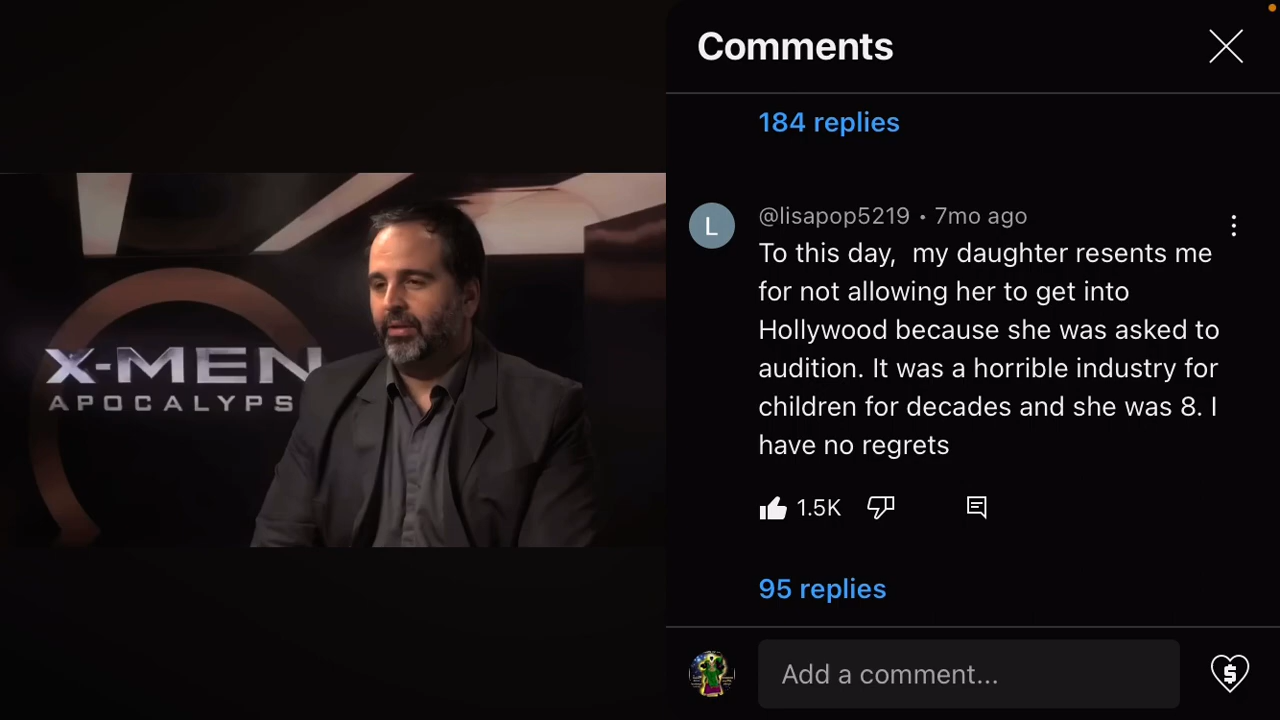 Comments
184 replies
L
@lisapop5219 • 7mo ago
To this day,  my daughter resents me
for not allowing her to get into
Hollywood because she was asked to
audition. It was a horrible industry for
children for decades and she was 8. I
have no regrets
1.5K
95 replies
Add a comment...
$
X-MEN
APOCALYPS